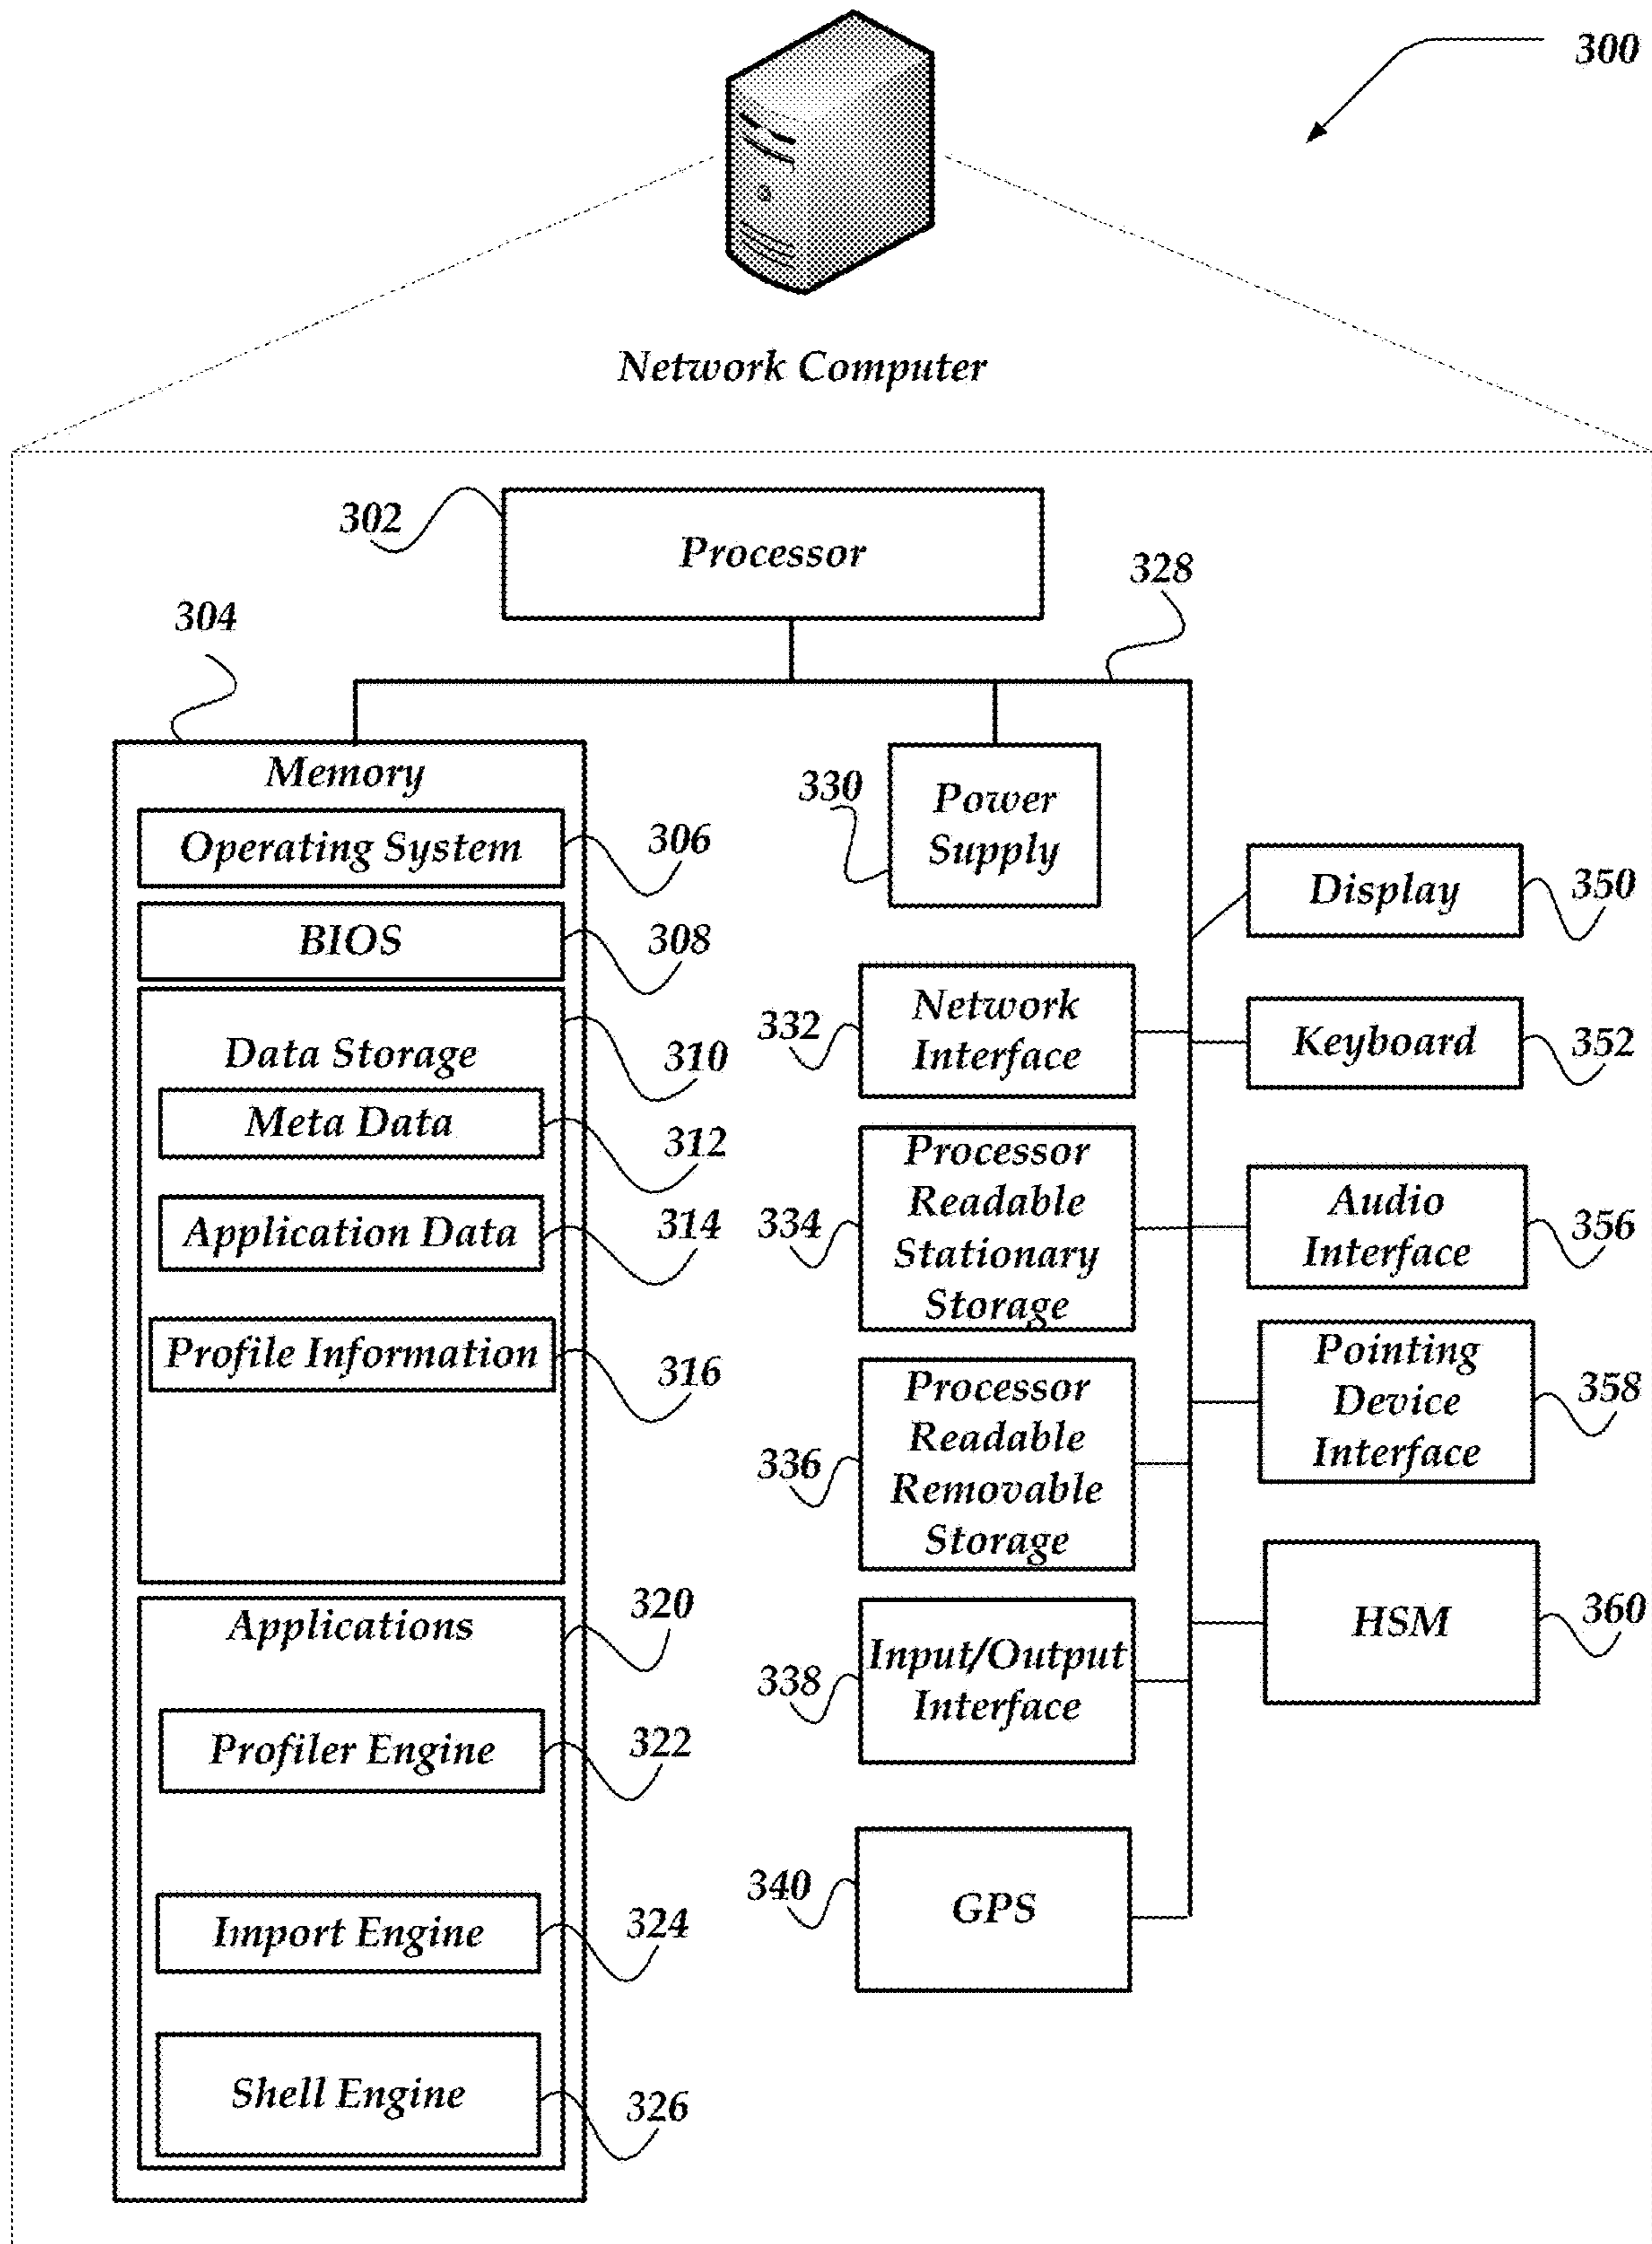 300
Network Computer
302
Processor
328
304
Memory
Operating System
306
BIOS
308
Data Storage
310
Meta Data
312
Application Data
314
Profile Information
316
Applications
320
Profiler Engine
322
Import Engine
324
Shell Engine
326
330
Power
Supply
332
Network
Interface
334
Processor
Readable
Stationary
Storage
336
Processor
Readable
Removable
Storage
338
Input/Output
Interface
340
GPS
Display
350
Keyboard
352
Audio
Interface
356
Pointing
Device
Interface
358
HSM
360